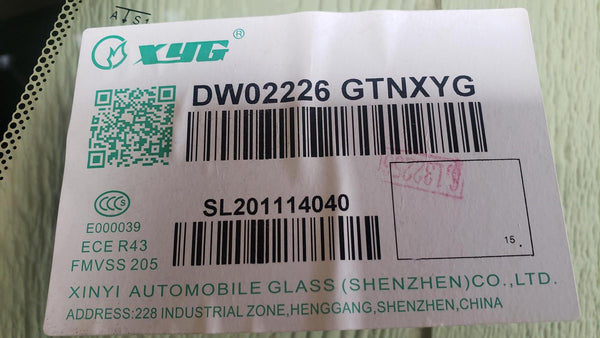 A S1
XYG ®
DW02226 GTNXYG
SL201114040
E000039
ECE R43
FMVSS 205
15.
XINYI AUTOMOBILE GLASS (SHENZHEN)CO.,LTD.
ADDRESS:228 INDUSTRIAL ZONE,HENGGANG,SHENZHEN,CHINA